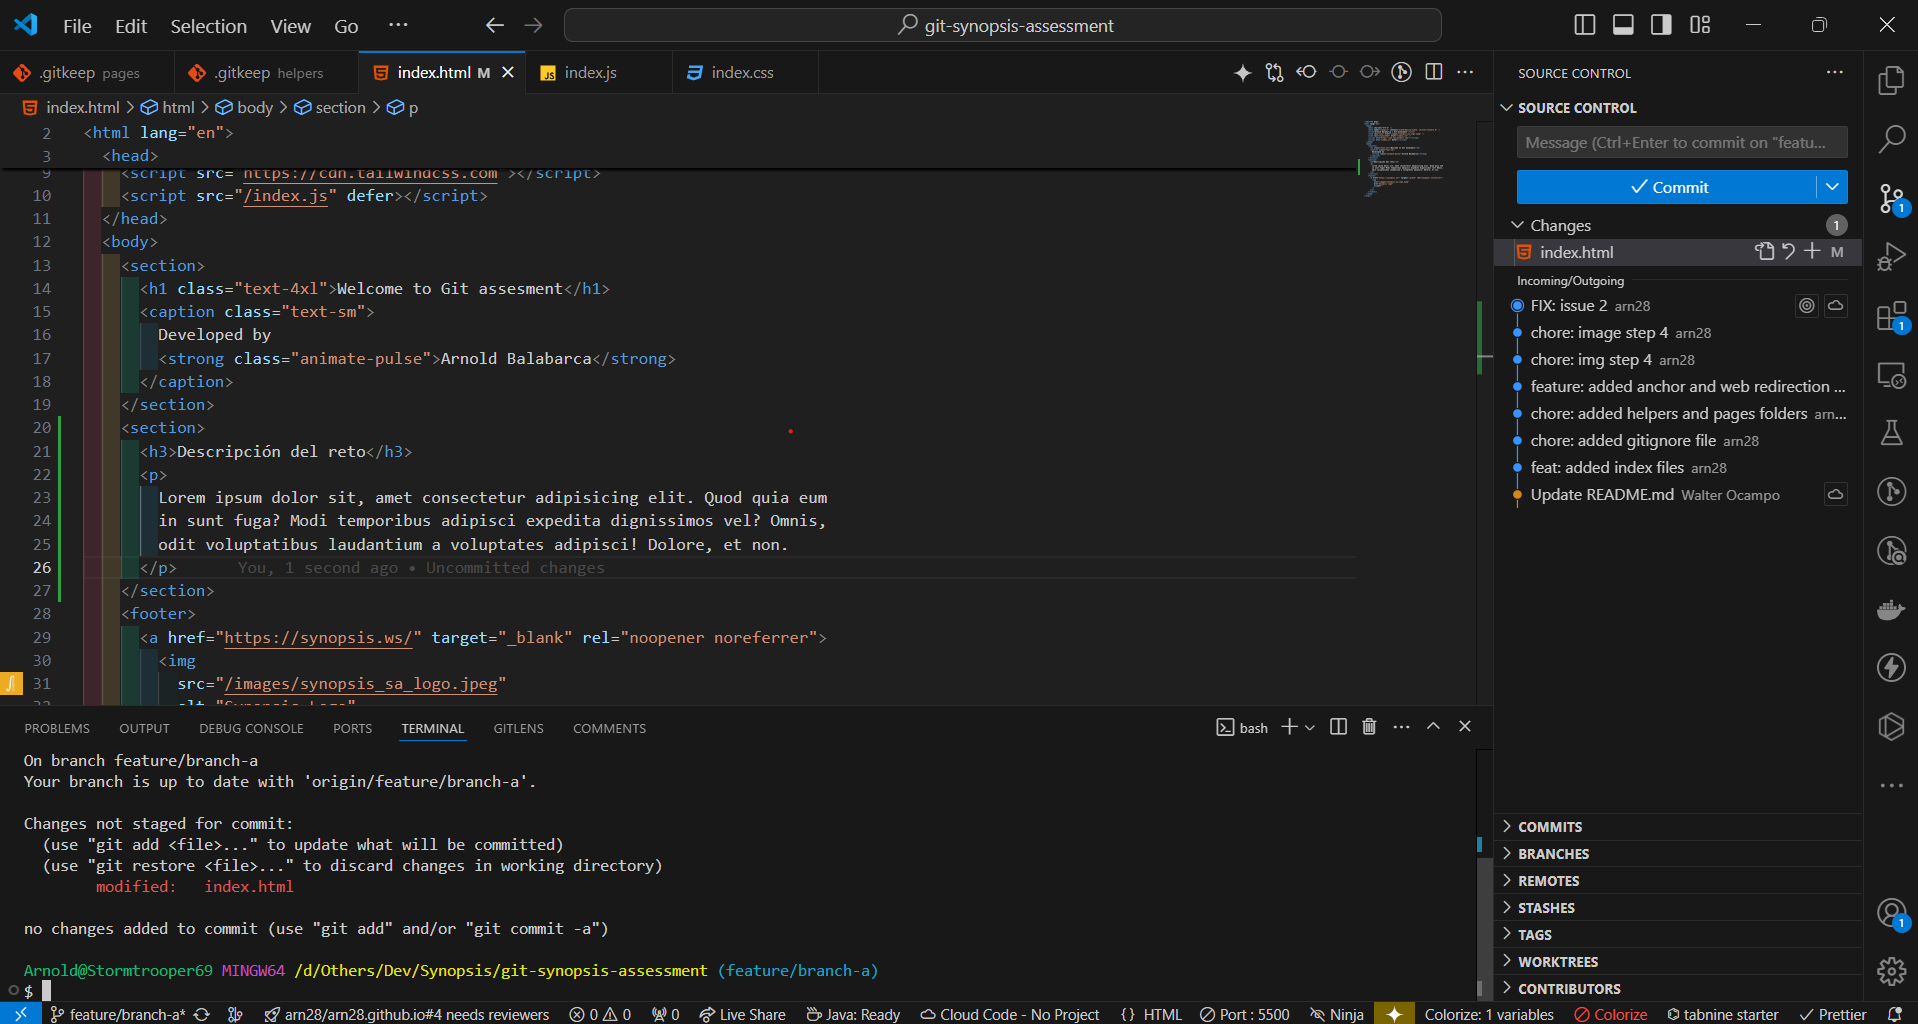 File Edit Selection View Go ··· git-synopsis-assessment
.gitkeep pages .gitkeep helpers index.html M index.js index.css
index.html > html > body > section > p
2 <html lang="en">
3 <head>
9 <script src="https://cdn.tailwindcss.com"></script>
10 <script src="/index.js" defer></script>
11 </head>
12 <body>
13 <section>
14 <h1 class="text-4xl">Welcome to Git assesment</h1>
15 <caption class="text-sm">
16 Developed by
17 <strong class="animate-pulse">Arnold Balabarca</strong>
18 </caption>
19 </section>
20 <section>
21 <h3>Descripción del reto</h3>
22 <p>
23 Lorem ipsum dolor sit, amet consectetur adipisicing elit. Quod quia eum
24 in sunt fuga? Modi temporibus adipisci expedita dignissimos vel? Omnis,
25 odit voluptatibus laudantium a voluptates adipisci! Dolore, et non.
26 </p> You, 1 second ago • Uncommitted changes
27 </section>
28 <footer>
29 <a href="https://synopsis.ws/" target="_blank" rel="noopener noreferrer">
30 <img
31 src="/images/synopsis_sa_logo.jpeg"
32 alt="Synopsis Logo"
PROBLEMS OUTPUT DEBUG CONSOLE PORTS TERMINAL GITLENS COMMENTS bash
On branch feature/branch-a
Your branch is up to date with 'origin/feature/branch-a'.
Changes not staged for commit:
(use "git add <file>..." to update what will be committed)
(use "git restore <file>..." to discard changes in working directory)
modified: index.html
no changes added to commit (use "git add" and/or "git commit -a")
Arnold@Stormtrooper69 MINGW64 /d/Others/Dev/Synopsis/git-synopsis-assessment (feature/branch-a)
$
SOURCE CONTROL
SOURCE CONTROL
Message (Ctrl+Enter to commit on "featu...
Commit
Changes 1
index.html M
Incoming/Outgoing
FIX: issue 2 arn28
chore: image step 4 arn28
chore: img step 4 arn28
feature: added anchor and web redirection ...
chore: added helpers and pages folders arn...
chore: added gitignore file arn28
feat: added index files arn28
Update README.md Walter Ocampo
COMMITS
BRANCHES
REMOTES
STASHES
TAGS
WORKTREES
CONTRIBUTORS
1
1
1
feature/branch-a* arn28/arn28.github.io#4 needs reviewers 0 0 0 Live Share Java: Ready Cloud Code - No Project {} HTML Port : 5500 Ninja Colorize: 1 variables Colorize tabnine starter Prettier